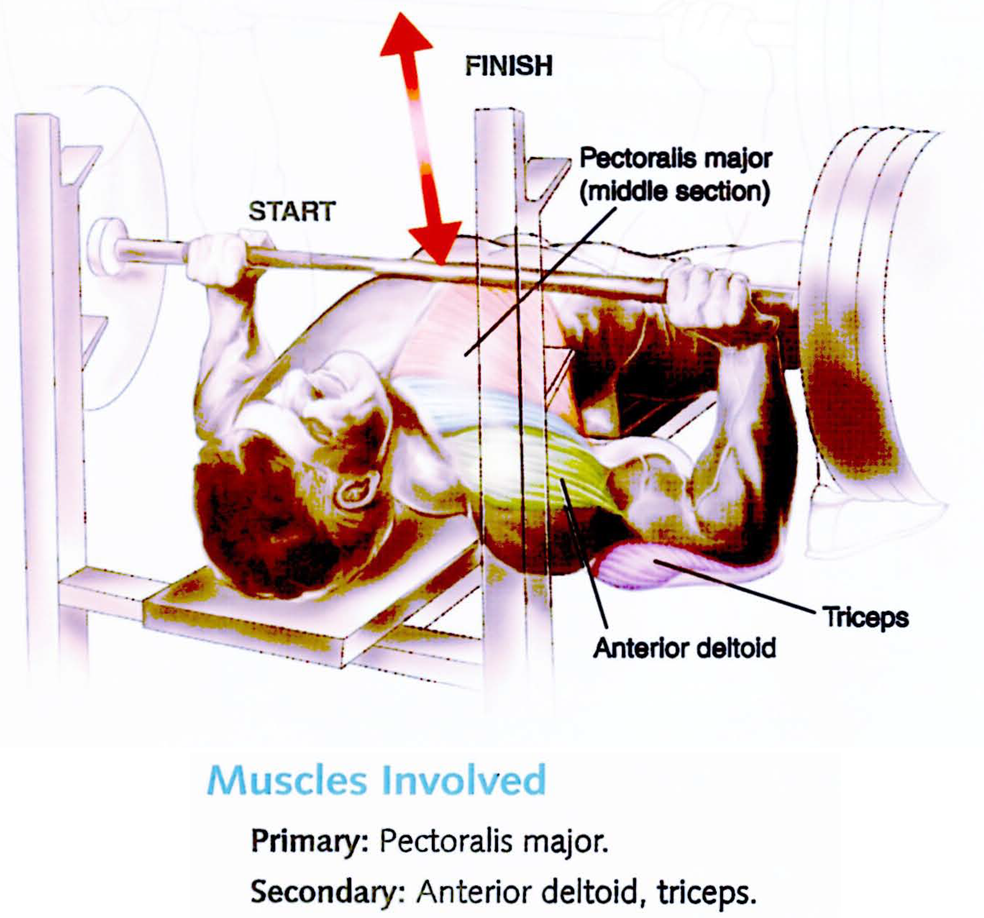 FINISH
Pectoralis major
(middle section)
START
Triceps
Anterior deltoid
Muscles Involved
Primary: Pectoralis major.
Secondary: Anterior deltoid, triceps.